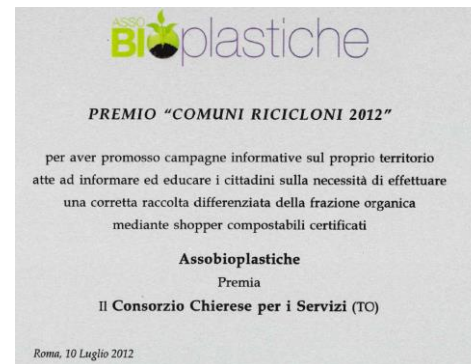 ASSO
BIOplastiche
PREMIO "COMUNI RICICLONI 2012"
per aver promosso campagne informative sul proprio territorio
atte ad informare ed educare i cittadini sulla necessità di effettuare
una corretta raccolta differenziata della frazione organica
mediante shopper compostabili certificati
Assobioplastiche
Premia
Il Consorzio Chierese per i Servizi (TO)
Roma, 10 Luglio 2012